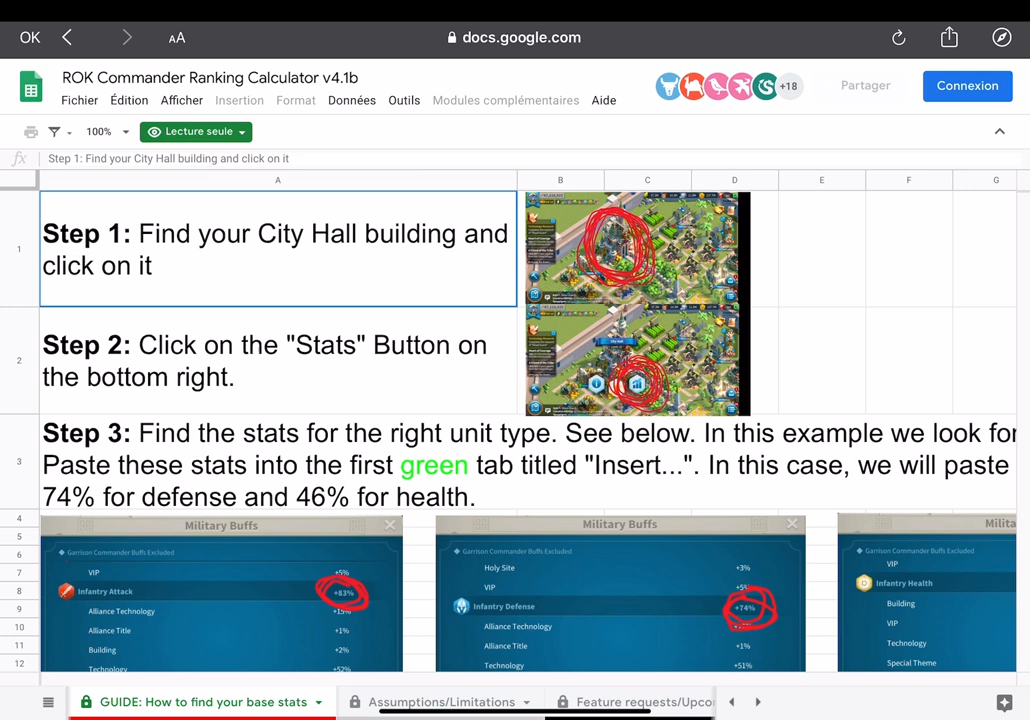 OK
AA
docs.google.com
ROK Commander Ranking Calculator v4.1b
Fichier Édition Afficher Insertion Format Données Outils Modules complémentaires Aide
+18
Partager
Connexion
100%
Lecture seule
fx Step 1: Find your City Hall building and click on it
A B C D E F G
1
Step 1: Find your City Hall building and
click on it
2
Step 2: Click on the "Stats" Button on
the bottom right.
City Hall
3
Step 3: Find the stats for the right unit type. See below. In this example we look for
Paste these stats into the first green tab titled "Insert...". In this case, we will paste
74% for defense and 46% for health.
4
5
6
7
8
9
10
11
12
Military Buffs
Garrison Commander Buffs Excluded
VIP +5%
Infantry Attack +83%
Alliance Technology +15%
Alliance Title +1%
Building +2%
Technology +52%
Military Buffs
Garrison Commander Buffs Excluded
Holy Site +3%
VIP +5%
Infantry Defense +74%
Alliance Technology
Alliance Title +1%
Technology +51%
Milita
Garrison Commander Buffs Excluded
VIP
Infantry Health
Building
VIP
Technology
Special Theme
GUIDE: How to find your base stats
Assumptions/Limitations
Feature requests/Upco